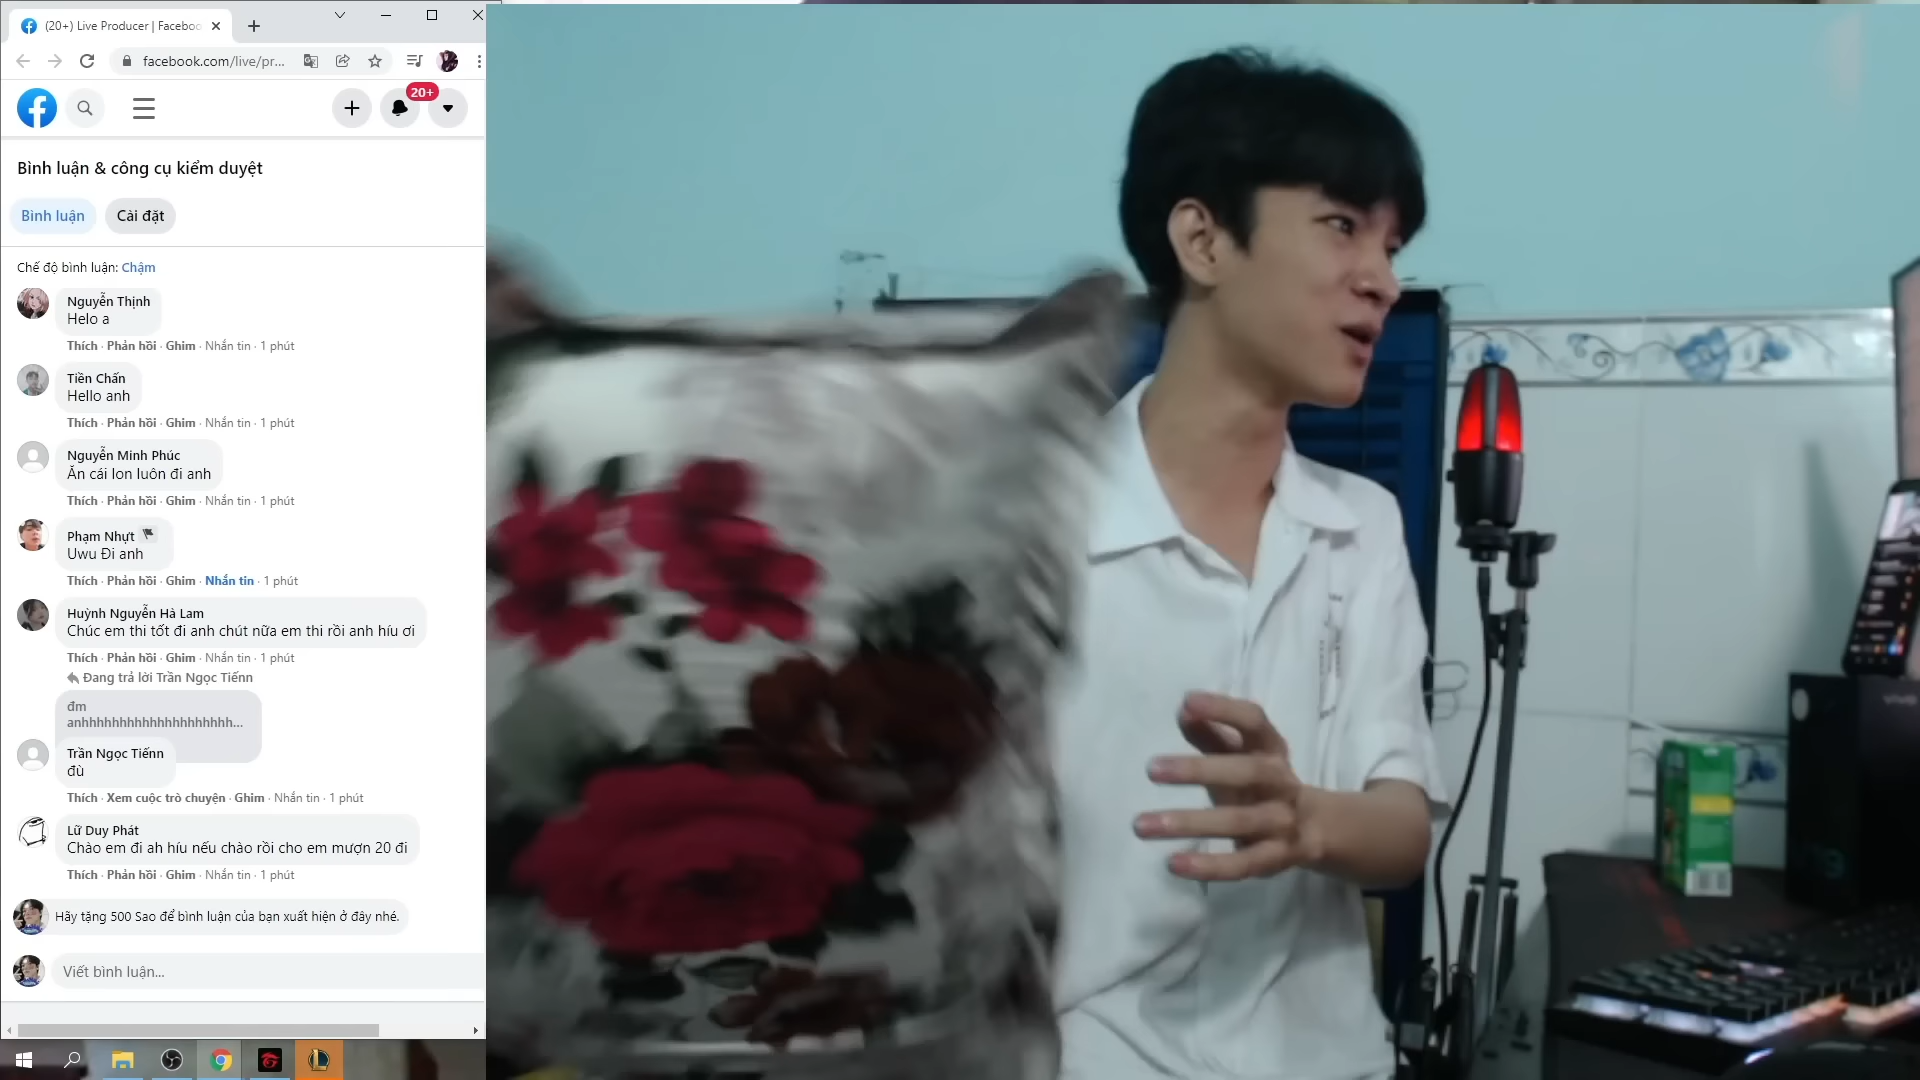 (20+) Live Producer | Faceboo
facebook.com/live/pr...
20+
Bình luận & công cụ kiểm duyệt
Bình luận
Cài đặt
Chế độ bình luận: Chậm
Nguyễn Thịnh
Helo a
Thích · Phản hồi · Ghim · Nhắn tin · 1 phút
Tiền Chấn
Hello anh
Thích · Phản hồi · Ghim · Nhắn tin · 1 phút
Nguyễn Minh Phúc
Ăn cái lon luôn đi anh
Thích · Phản hồi · Ghim · Nhắn tin · 1 phút
Phạm Nhựt
Uwu Đi anh
Thích · Phản hồi · Ghim · Nhắn tin · 1 phút
Huỳnh Nguyễn Hà Lam
Chúc em thi tốt đi anh chút nữa em thi rồi anh híu ơi
Thích · Phản hồi · Ghim · Nhắn tin · 1 phút
Đang trả lời Trần Ngọc Tiếnn
đm
anhhhhhhhhhhhhhhhhhhhh...
Trần Ngọc Tiếnn
đù
Thích · Xem cuộc trò chuyện · Ghim · Nhắn tin · 1 phút
Lữ Duy Phát
Chào em đi ah híu nếu chào rồi cho em mượn 20 đi
Thích · Phản hồi · Ghim · Nhắn tin · 1 phút
Hãy tặng 500 Sao để bình luận của bạn xuất hiện ở đây nhé.
Viết bình luận...